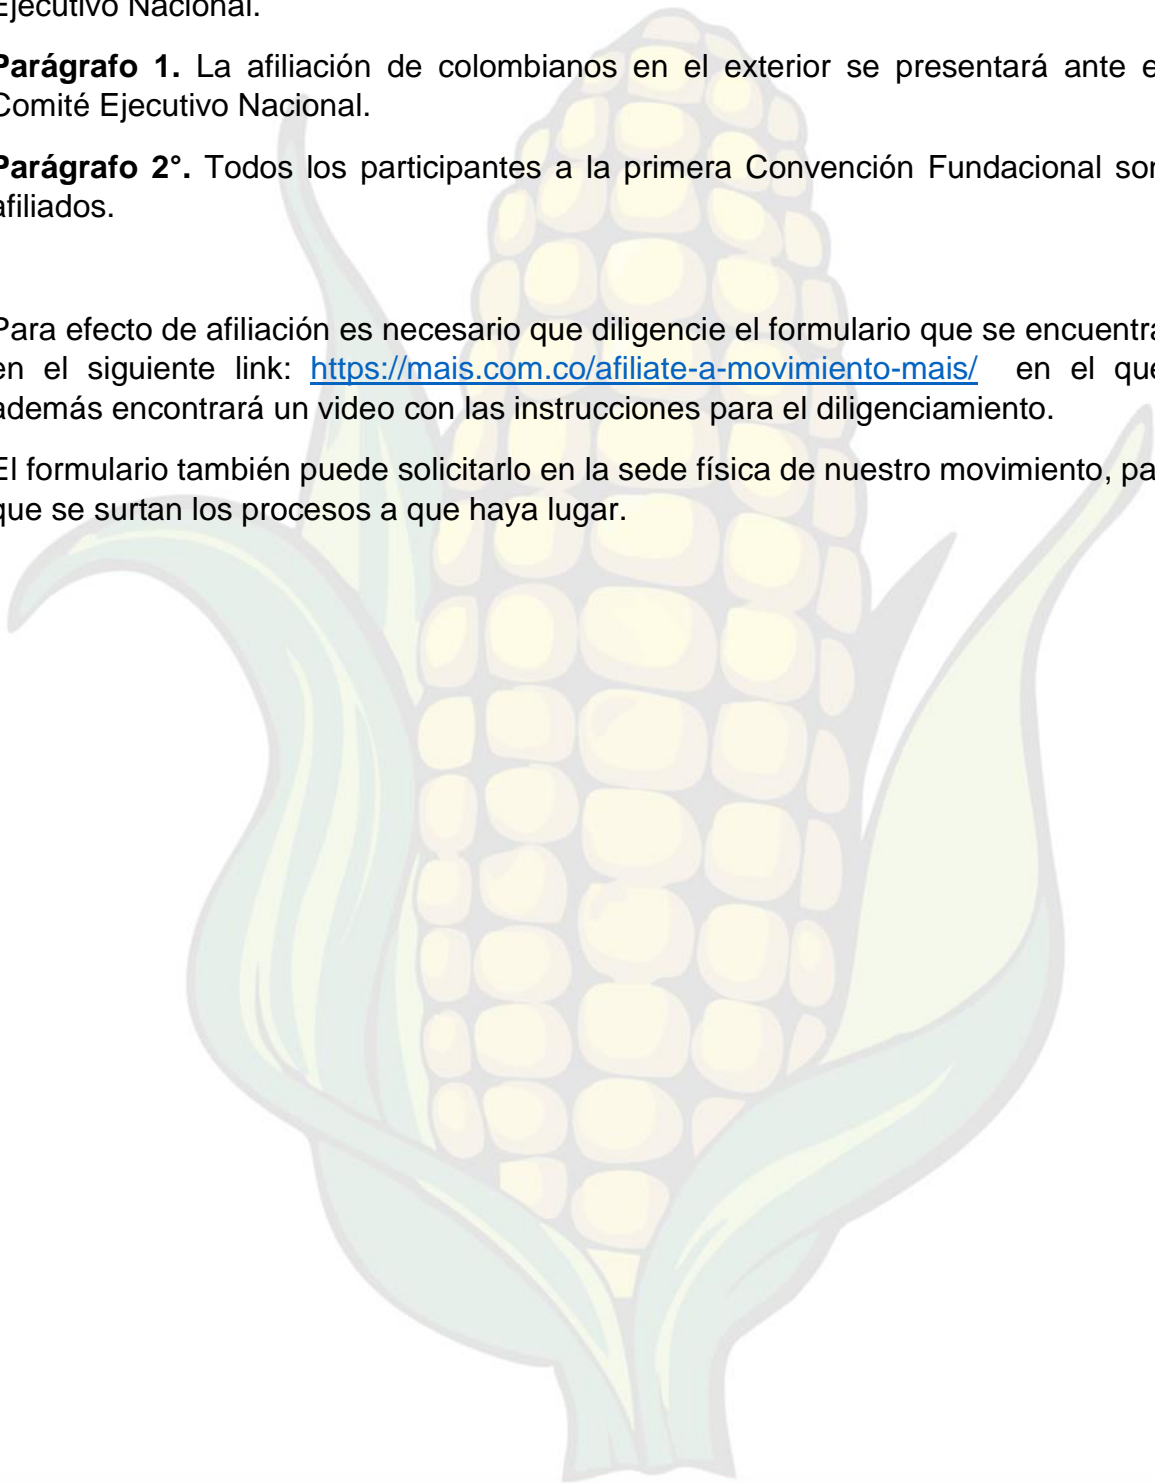 Ejecutivo Nacional.
Parágrafo 1. La afiliación de colombianos en el exterior se presentará ante e
Comité Ejecutivo Nacional.
Parágrafo 2°. Todos los participantes a la primera Convención Fundacional son
afiliados.
Para efecto de afiliación es necesario que diligencie el formulario que se encuentra
en el siguiente link: https://mais.com.co/afiliate-a-movimiento-mais/ en el que
además encontrará un video con las instrucciones para el diligenciamiento.
El formulario también puede solicitarlo en la sede física de nuestro movimiento, pa
que se surtan los procesos a que haya lugar.